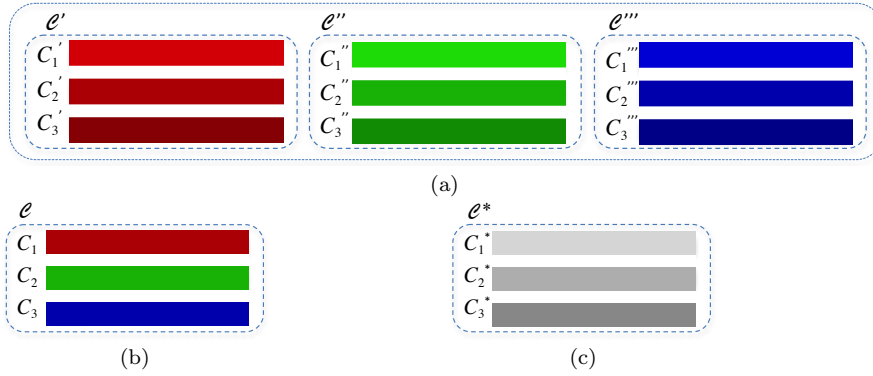 𝒞′ 𝒞″ 𝒞‴
C₁′ C₁″ C₁‴
C₂′ C₂″ C₂‴
C₃′ C₃″ C₃‴
(a)
𝒞 𝒞*
C₁ C₁*
C₂ C₂*
C₃ C₃*
(b) (c)